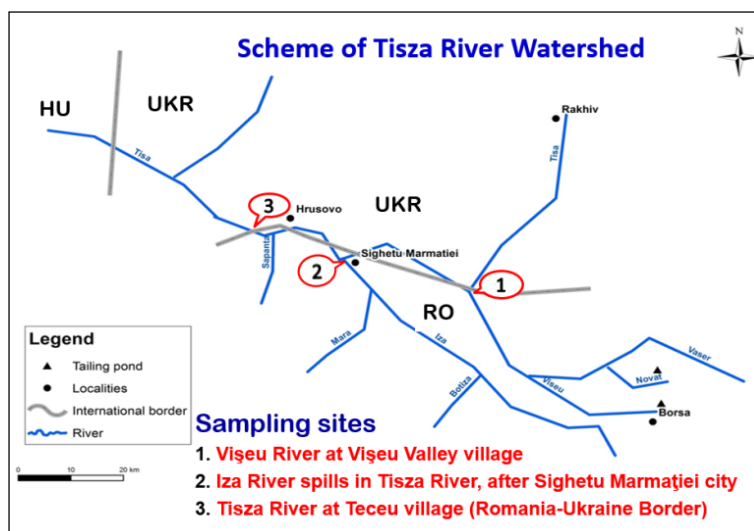 Scheme of Tisza River Watershed
N
HU
UKR
Rakhiv
Tisa
Tisa
3
Hrusovo
UKR
Sapanta
Sighetu Marmatiei
2
1
RO
Mara
Iza
Vaser
Botiza
Viseu
Novat
Borsa
Legend
Tailing pond
Localities
International border
River
0 10 20 km
Sampling sites
1. Vişeu River at Vişeu Valley village
2. Iza River spills in Tisza River, after Sighetu Marmaţiei city
3. Tisza River at Teceu village (Romania-Ukraine Border)